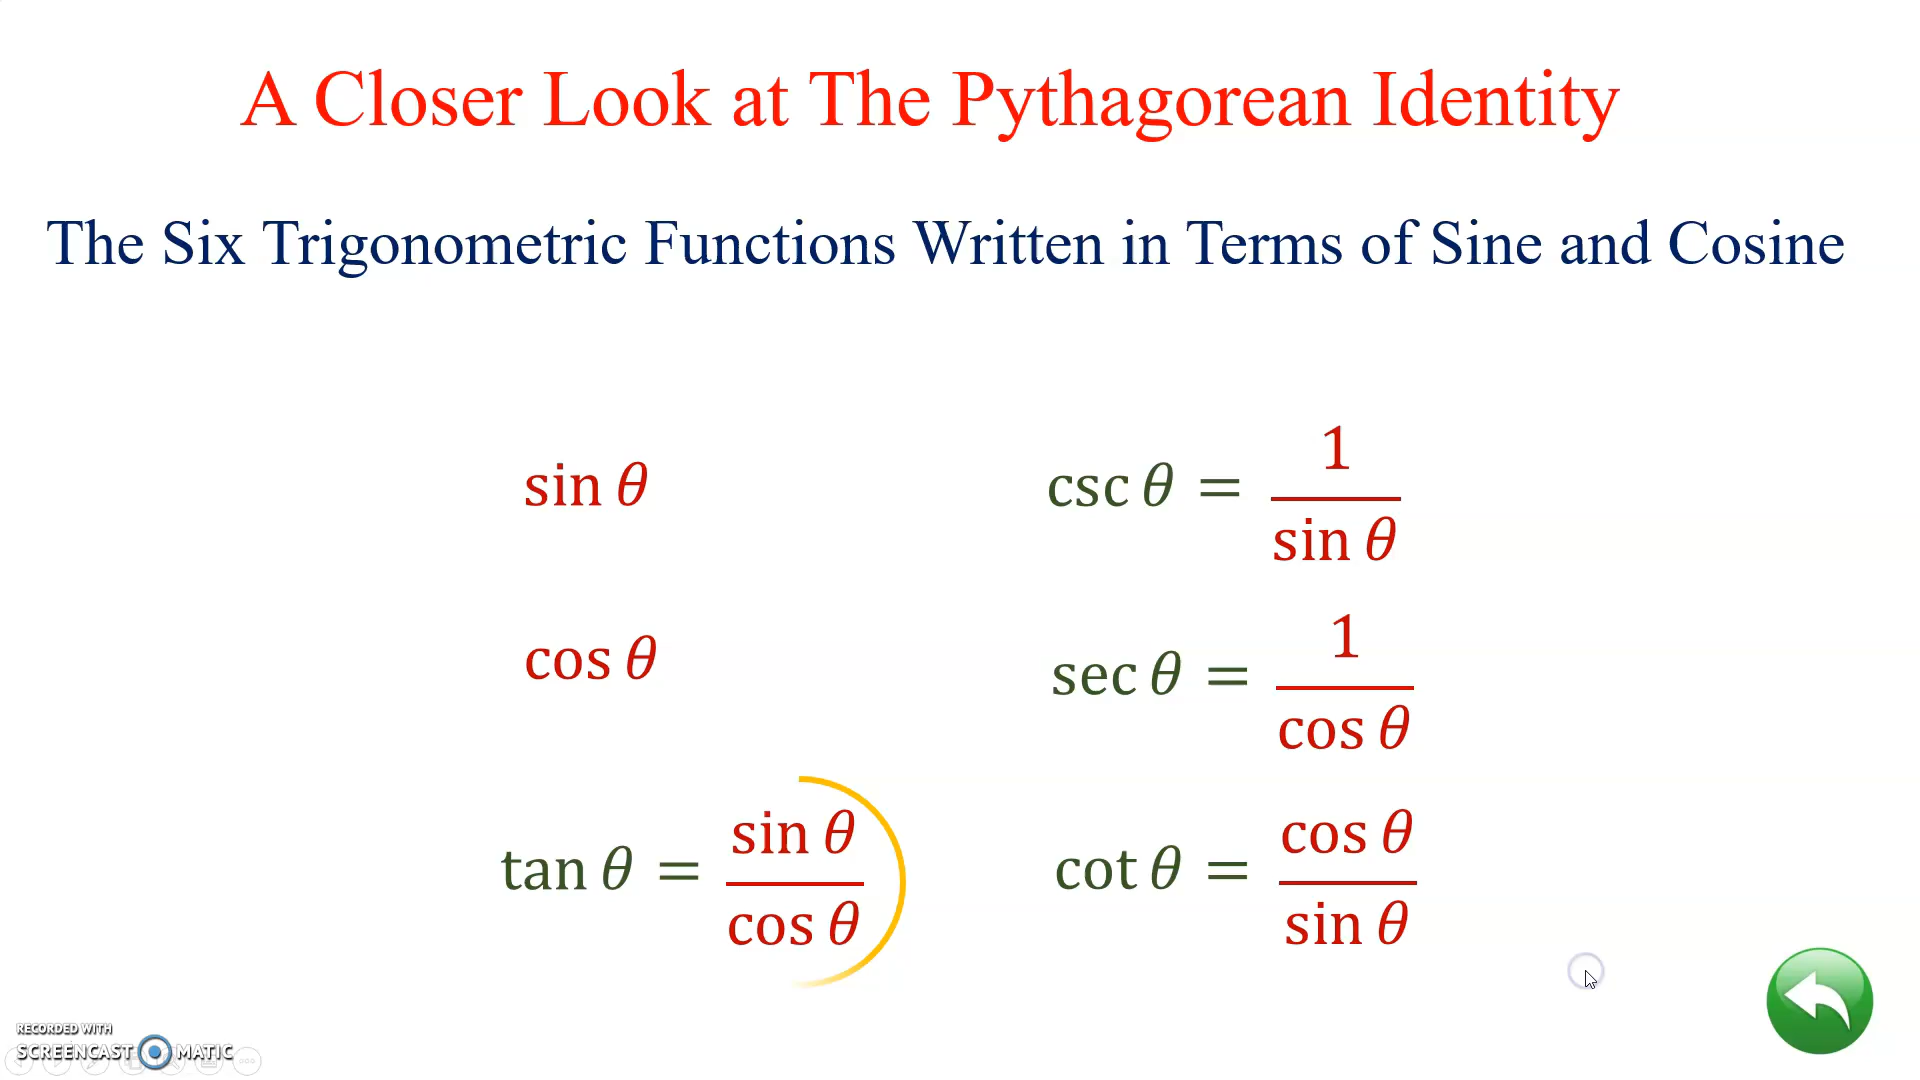 A Closer Look at The Pythagorean Identity
The Six Trigonometric Functions Written in Terms of Sine and Cosine
sin θ
csc θ = 1 / sin θ
cos θ
sec θ = 1 / cos θ
tan θ = sin θ / cos θ
cot θ = cos θ / sin θ
RECORDED WITH
SCREENCAST MATIC